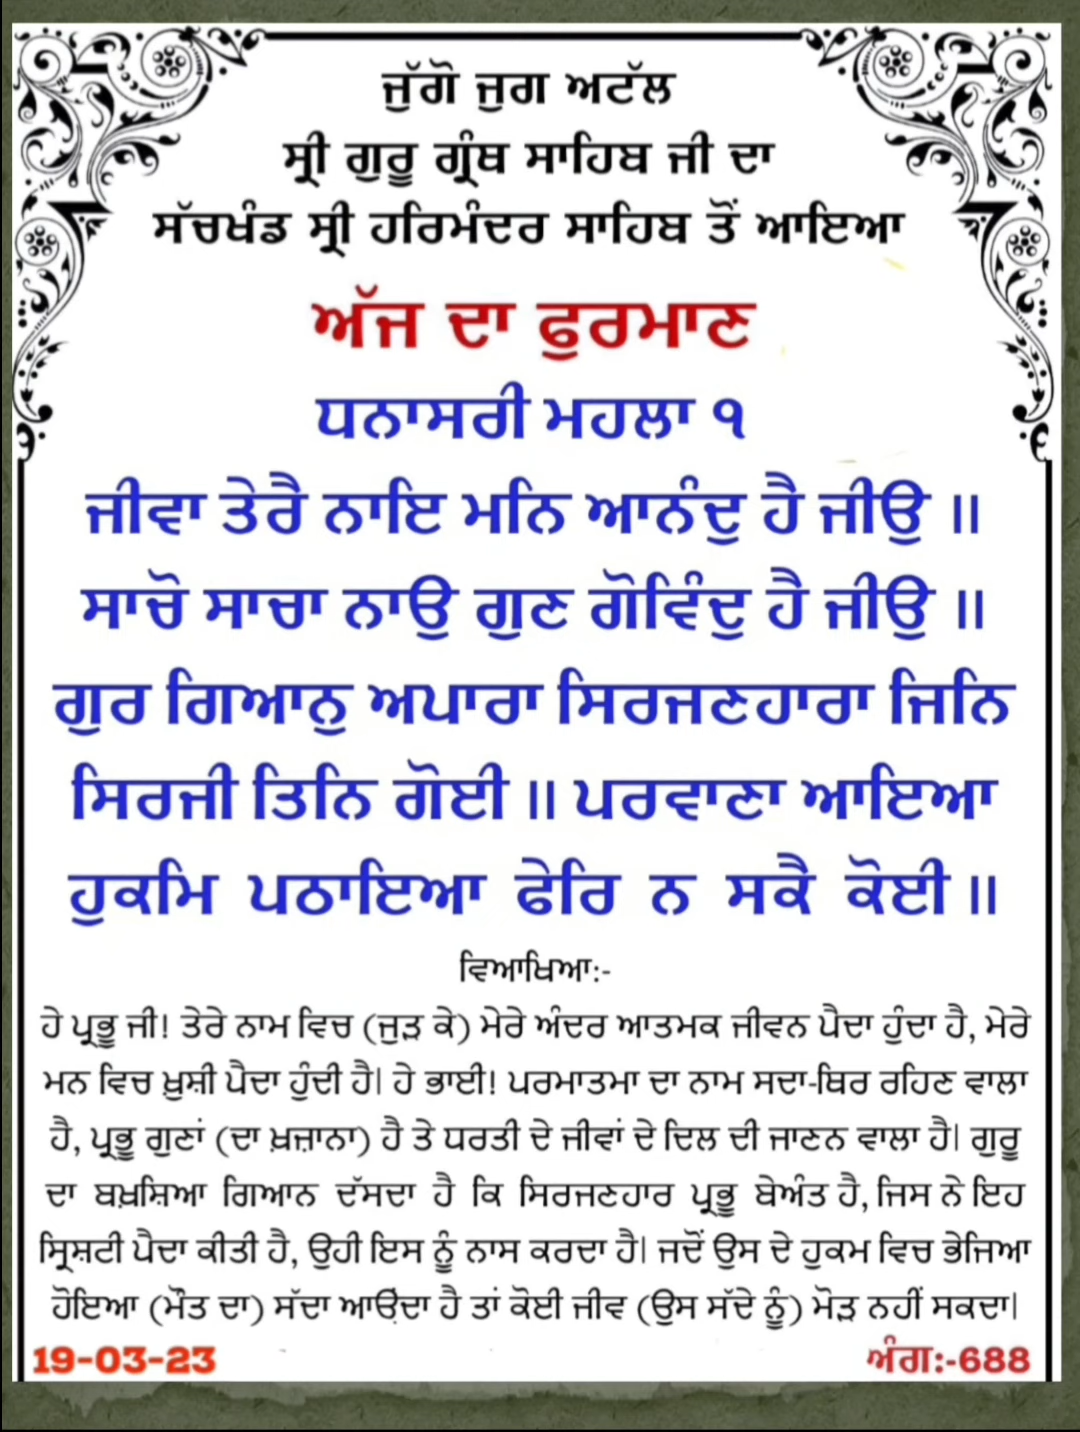 ਜੁੱਗੋ ਜੁਗ ਅਟੱਲ
ਸ੍ਰੀ ਗੁਰੂ ਗ੍ਰੰਥ ਸਾਹਿਬ ਜੀ ਦਾ
ਸੱਚਖੰਡ ਸ੍ਰੀ ਹਰਿਮੰਦਰ ਸਾਹਿਬ ਤੋਂ ਆਇਆ
ਅੱਜ ਦਾ ਫੁਰਮਾਣ
ਧਨਾਸਰੀ ਮਹਲਾ ੧
ਜੀਵਾ ਤੇਰੈ ਨਾਇ ਮਨਿ ਆਨੰਦੁ ਹੈ ਜੀਉ ॥
ਸਾਚੋ ਸਾਚਾ ਨਾਉ ਗੁਣ ਗੋਵਿੰਦੁ ਹੈ ਜੀਉ ॥
ਗੁਰ ਗਿਆਨੁ ਅਪਾਰਾ ਸਿਰਜਣਹਾਰਾ ਜਿਨਿ
ਸਿਰਜੀ ਤਿਨਿ ਗੋਈ ॥ ਪਰਵਾਣਾ ਆਇਆ
ਹੁਕਮਿ ਪਠਾਇਆ ਫੇਰਿ ਨ ਸਕੈ ਕੋਈ ॥
ਵਿਆਖਿਆ:-
ਹੇ ਪ੍ਰਭੂ ਜੀ! ਤੇਰੇ ਨਾਮ ਵਿਚ (ਜੁੜ ਕੇ) ਮੇਰੇ ਅੰਦਰ ਆਤਮਕ ਜੀਵਨ ਪੈਦਾ ਹੁੰਦਾ ਹੈ, ਮੇਰੇ
ਮਨ ਵਿਚ ਖ਼ੁਸ਼ੀ ਪੈਦਾ ਹੁੰਦੀ ਹੈ। ਹੇ ਭਾਈ! ਪਰਮਾਤਮਾ ਦਾ ਨਾਮ ਸਦਾ-ਥਿਰ ਰਹਿਣ ਵਾਲਾ
ਹੈ, ਪ੍ਰਭੂ ਗੁਣਾਂ (ਦਾ ਖ਼ਜ਼ਾਨਾ) ਹੈ ਤੇ ਧਰਤੀ ਦੇ ਜੀਵਾਂ ਦੇ ਦਿਲ ਦੀ ਜਾਣਨ ਵਾਲਾ ਹੈ। ਗੁਰੂ
ਦਾ ਬਖ਼ਸ਼ਿਆ ਗਿਆਨ ਦੱਸਦਾ ਹੈ ਕਿ ਸਿਰਜਣਹਾਰ ਪ੍ਰਭੂ ਬੇਅੰਤ ਹੈ, ਜਿਸ ਨੇ ਇਹ
ਸ੍ਰਿਸ਼ਟੀ ਪੈਦਾ ਕੀਤੀ ਹੈ, ਉਹੀ ਇਸ ਨੂੰ ਨਾਸ ਕਰਦਾ ਹੈ। ਜਦੋਂ ਉਸ ਦੇ ਹੁਕਮ ਵਿਚ ਭੇਜਿਆ
ਹੋਇਆ (ਮੌਤ ਦਾ) ਸੱਦਾ ਆਉਂਦਾ ਹੈ ਤਾਂ ਕੋਈ ਜੀਵ (ਉਸ ਸੱਦੇ ਨੂੰ) ਮੋੜ ਨਹੀਂ ਸਕਦਾ।
19-03-23 ਅੰਗ:-688